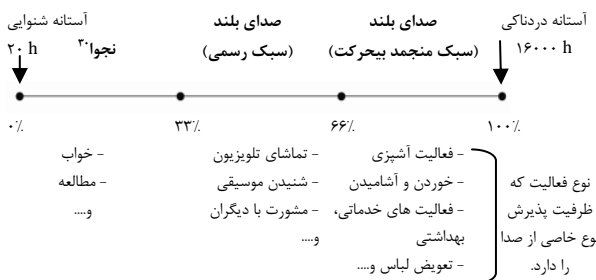 آستانه دردناکی
صدای بلند
صدای بلند
آستانه شنوایی
۱۶۰۰۰ h
(سبک منجمد بیحرکت)
(سبک رسمی)
نجوا۳۰
۲۰ h
۰٪
۳۳٪
۶۶٪
۱۰۰٪
نوع فعالیت که
ظرفیت پذیرش
وع خاصی از صدا
را دارد.
- فعالیت آشپزی
- خوردن و آشامیدن
- فعالیت های خدماتی،
بهداشتی
- تعویض لباس و....
- تماشای تلویزیون
- شنیدن موسیقی
- مشورت با دیگران
و....
- خواب
- مطالعه
و....